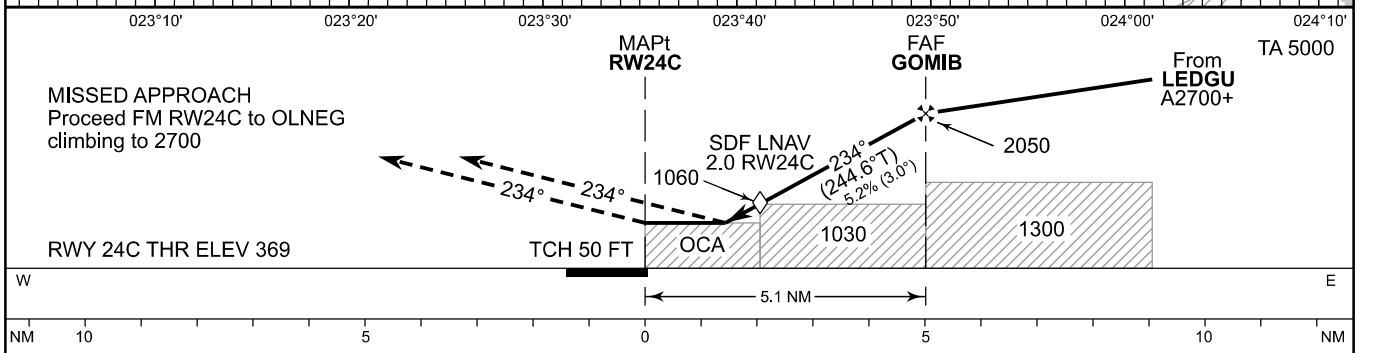 023°10' 023°20' 023°30' 023°40' 023°50' 024°00' 024°10'
MAPt
RW24C
FAF
GOMIB
TA 5000
From
LEDGU
A2700+
MISSED APPROACH
Proceed FM RW24C to OLNEG
climbing to 2700
SDF LNAV
2.0 RW24C
2050
234°
(244.6°T)
5.2% (3.0°)
1060
234°
234°
RWY 24C THR ELEV 369
TCH 50 FT
OCA
1030
1300
W
E
5.1 NM
NM 10 5 0 5 10 NM